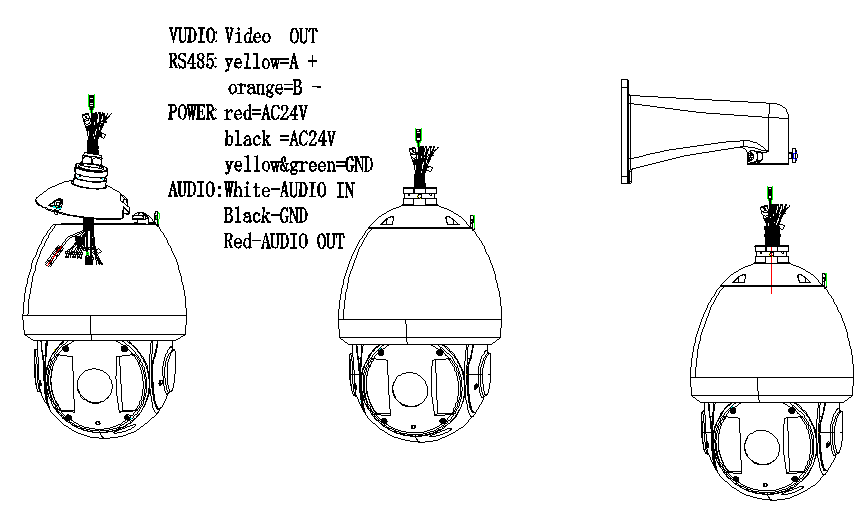 VUDIO: Video OUT
RS485: yellow=A +
orange=B -
POWER: red=AC24V
black =AC24V
yellow&green=GND
AUDIO:White-AUDIO IN
Black-GND
Red-AUDIO OUT